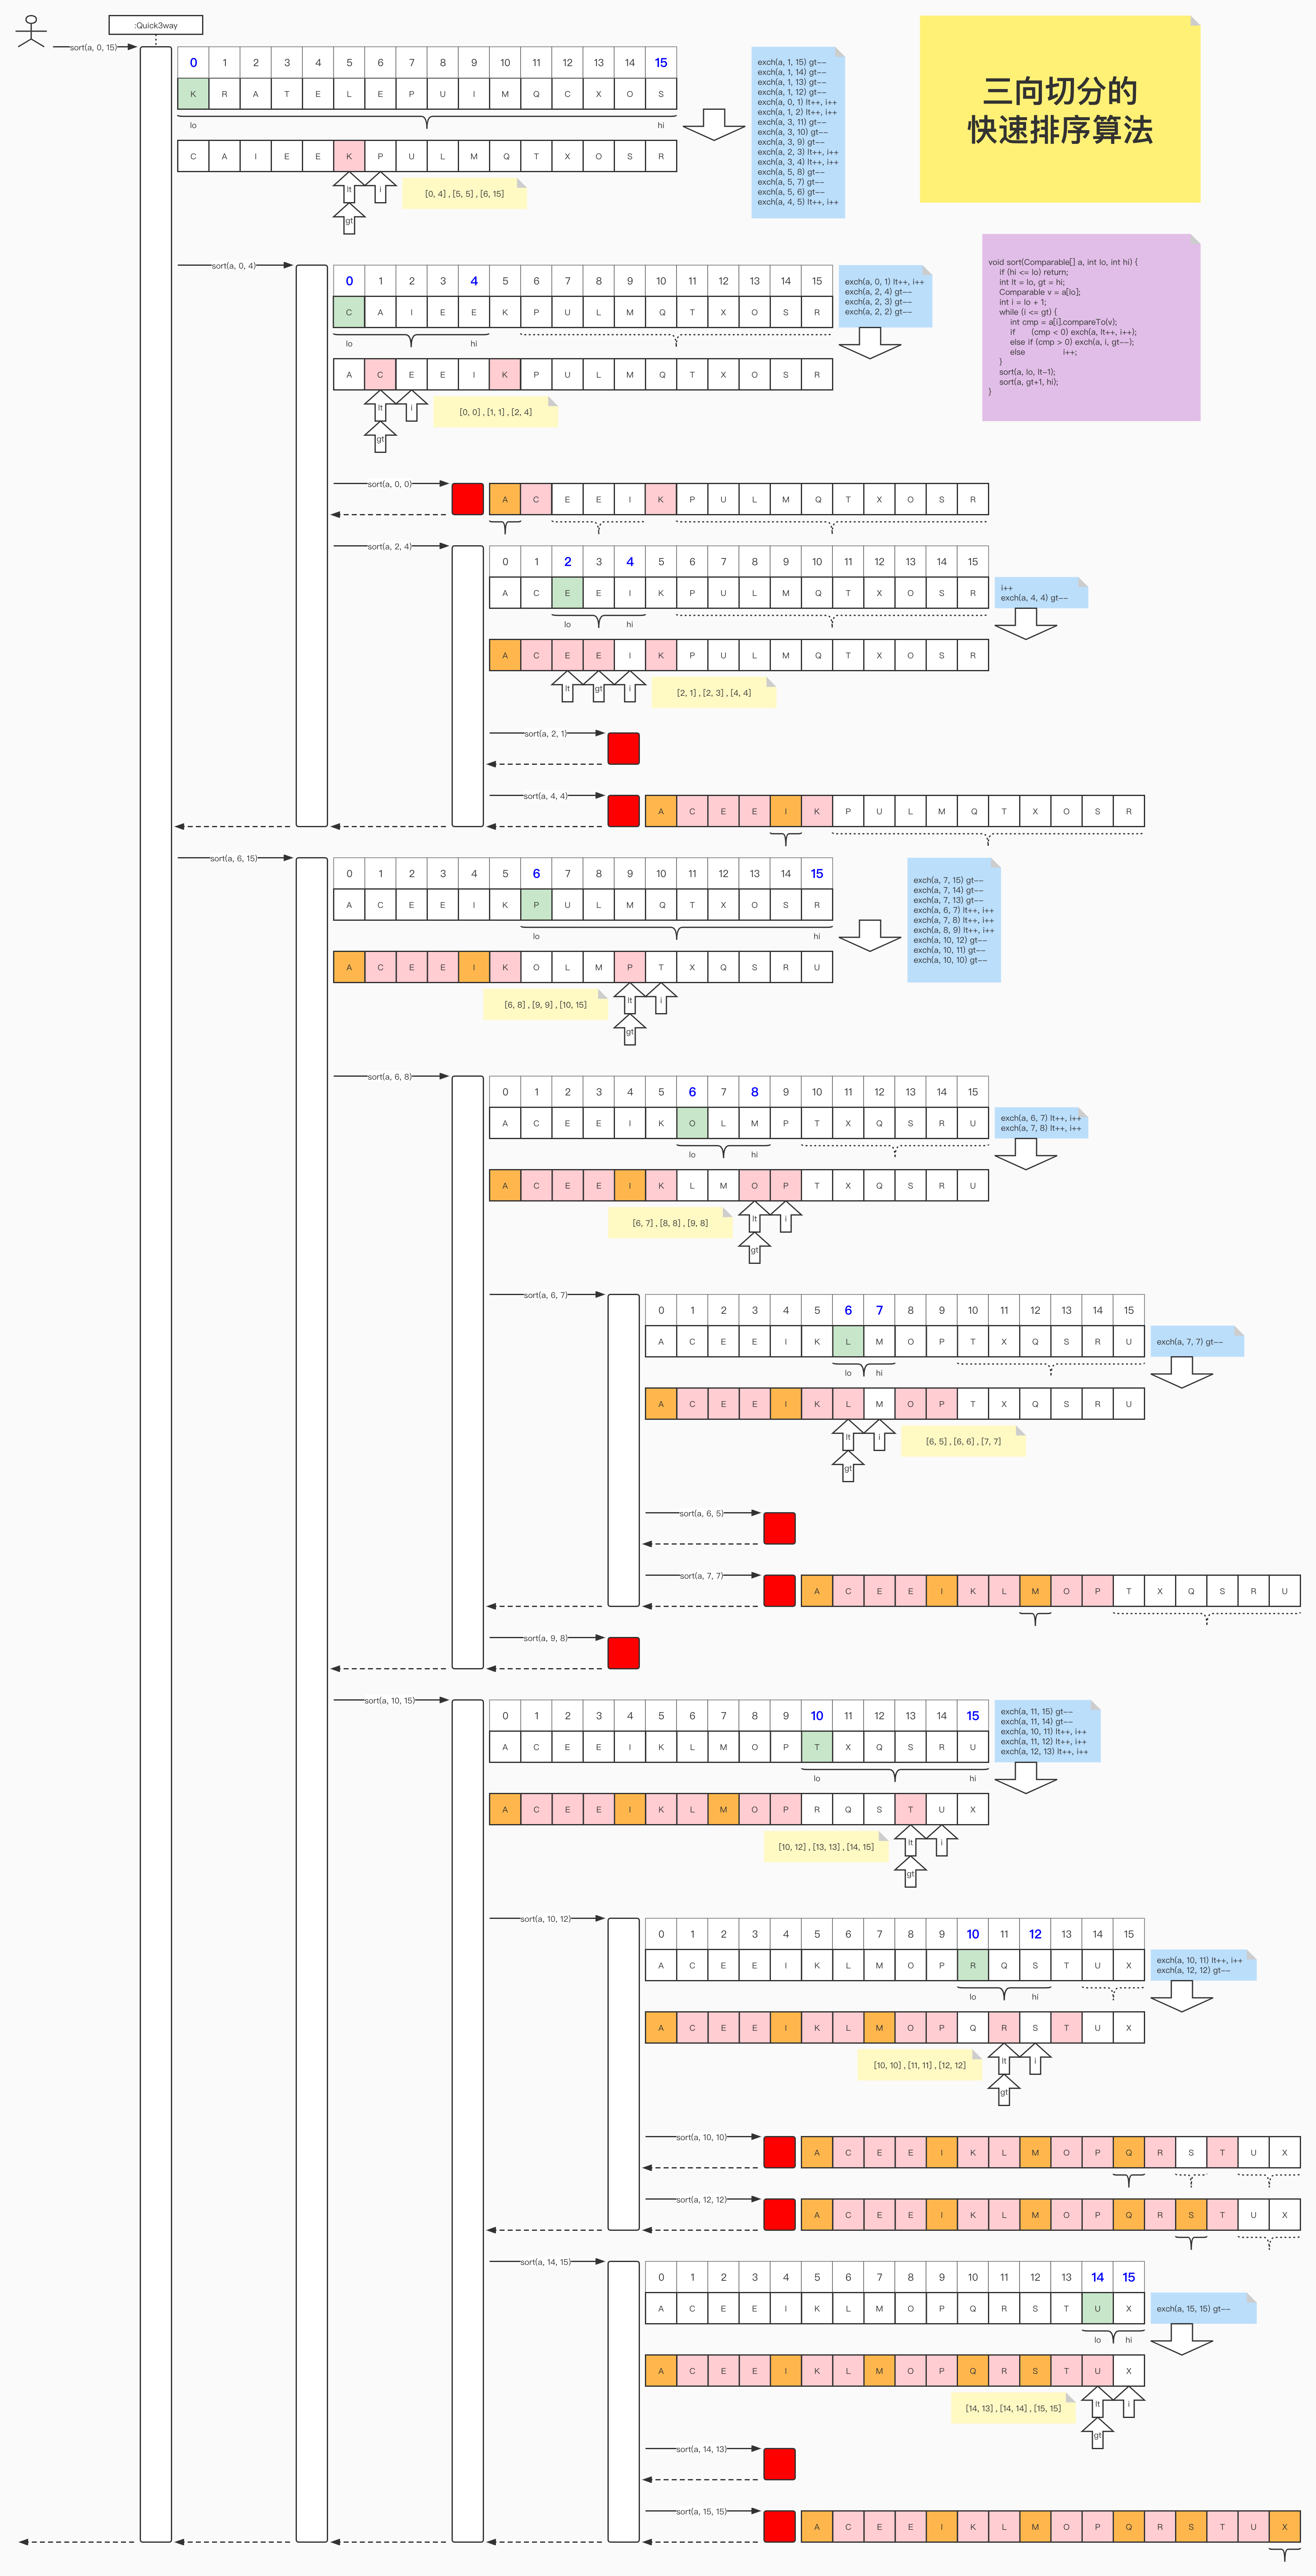 :Quick3way
sort(a, 0, 15)
0 1 2 3 4 5 6 7 8 9 10 11 12 13 14 15
K R A T E L E P U I M Q C X O S
lo hi
C A I E E K P U L M Q T X O S R
lt i
gt
[0, 4] , [5, 5] , [6, 15]
exch(a, 1, 15) gt--
exch(a, 1, 14) gt--
exch(a, 1, 13) gt--
exch(a, 1, 12) gt--
exch(a, 0, 1) lt++, i++
exch(a, 1, 2) lt++, i++
exch(a, 3, 11) gt--
exch(a, 3, 10) gt--
exch(a, 3, 9) gt--
exch(a, 2, 3) lt++, i++
exch(a, 3, 4) lt++, i++
exch(a, 5, 8) gt--
exch(a, 5, 7) gt--
exch(a, 5, 6) gt--
exch(a, 4, 5) lt++, i++
三向切分的
快速排序算法
void sort(Comparable[] a, int lo, int hi) {
if (hi <= lo) return;
int lt = lo, gt = hi;
Comparable v = a[lo];
int i = lo + 1;
while (i <= gt) {
int cmp = a[i].compareTo(v);
if (cmp < 0) exch(a, lt++, i++);
else if (cmp > 0) exch(a, i, gt--);
else i++;
}
sort(a, lo, lt-1);
sort(a, gt+1, hi);
}
sort(a, 0, 4)
0 1 2 3 4 5 6 7 8 9 10 11 12 13 14 15
C A I E E K P U L M Q T X O S R
lo hi
A C E E I K P U L M Q T X O S R
lt i
gt
[0, 0] , [1, 1] , [2, 4]
exch(a, 0, 1) lt++, i++
exch(a, 2, 4) gt--
exch(a, 2, 3) gt--
exch(a, 2, 2) gt--
sort(a, 0, 0)
A C E E I K P U L M Q T X O S R
sort(a, 2, 4)
0 1 2 3 4 5 6 7 8 9 10 11 12 13 14 15
A C E E I K P U L M Q T X O S R
lo hi
A C E E I K P U L M Q T X O S R
lt gt i
[2, 1] , [2, 3] , [4, 4]
i++
exch(a, 4, 4) gt--
sort(a, 2, 1)
sort(a, 4, 4)
A C E E I K P U L M Q T X O S R
sort(a, 6, 15)
0 1 2 3 4 5 6 7 8 9 10 11 12 13 14 15
A C E E I K P U L M Q T X O S R
lo hi
A C E E I K O L M P T X Q S R U
lt i
gt
[6, 8] , [9, 9] , [10, 15]
exch(a, 7, 15) gt--
exch(a, 7, 14) gt--
exch(a, 7, 13) gt--
exch(a, 6, 7) lt++, i++
exch(a, 7, 8) lt++, i++
exch(a, 8, 9) lt++, i++
exch(a, 10, 12) gt--
exch(a, 10, 11) gt--
exch(a, 10, 10) gt--
sort(a, 6, 8)
0 1 2 3 4 5 6 7 8 9 10 11 12 13 14 15
A C E E I K O L M P T X Q S R U
lo hi
A C E E I K L M O P T X Q S R U
lt i
gt
[6, 7] , [8, 8] , [9, 8]
exch(a, 6, 7) lt++, i++
exch(a, 7, 8) lt++, i++
sort(a, 6, 7)
0 1 2 3 4 5 6 7 8 9 10 11 12 13 14 15
A C E E I K L M O P T X Q S R U
lo hi
A C E E I K L M O P T X Q S R U
lt i
gt
[6, 5] , [6, 6] , [7, 7]
exch(a, 7, 7) gt--
sort(a, 6, 5)
sort(a, 7, 7)
A C E E I K L M O P T X Q S R U
sort(a, 9, 8)
sort(a, 10, 15)
0 1 2 3 4 5 6 7 8 9 10 11 12 13 14 15
A C E E I K L M O P T X Q S R U
lo hi
A C E E I K L M O P R Q S T U X
lt i
gt
[10, 12] , [13, 13] , [14, 15]
exch(a, 11, 15) gt--
exch(a, 11, 14) gt--
exch(a, 10, 11) lt++, i++
exch(a, 11, 12) lt++, i++
exch(a, 12, 13) lt++, i++
sort(a, 10, 12)
0 1 2 3 4 5 6 7 8 9 10 11 12 13 14 15
A C E E I K L M O P R Q S T U X
lo hi
A C E E I K L M O P Q R S T U X
lt i
gt
[10, 10] , [11, 11] , [12, 12]
exch(a, 10, 11) lt++, i++
exch(a, 12, 12) gt--
sort(a, 10, 10)
A C E E I K L M O P Q R S T U X
sort(a, 12, 12)
A C E E I K L M O P Q R S T U X
sort(a, 14, 15)
0 1 2 3 4 5 6 7 8 9 10 11 12 13 14 15
A C E E I K L M O P Q R S T U X
lo hi
A C E E I K L M O P Q R S T U X
lt i
gt
[14, 13] , [14, 14] , [15, 15]
exch(a, 15, 15) gt--
sort(a, 14, 13)
sort(a, 15, 15)
A C E E I K L M O P Q R S T U X